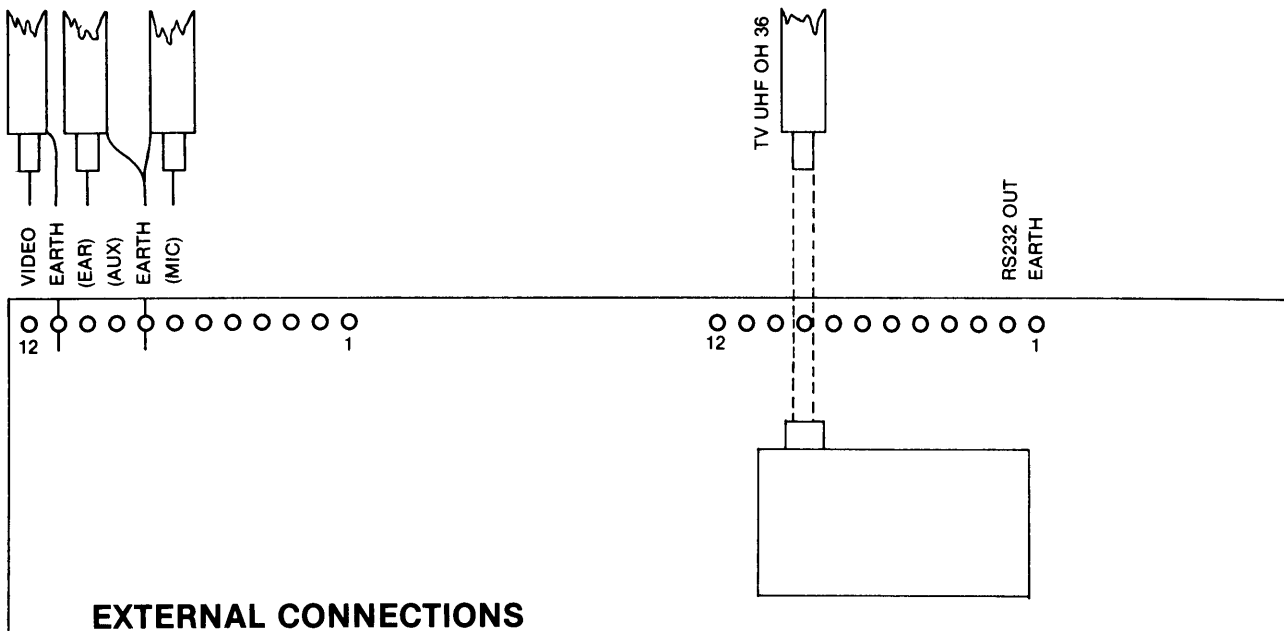 VIDEO
EARTH
(EAR)
(AUX)
EARTH
(MIC)
TV UHF OH 36
RS232 OUT
EARTH
12
1
12
1
EXTERNAL CONNECTIONS